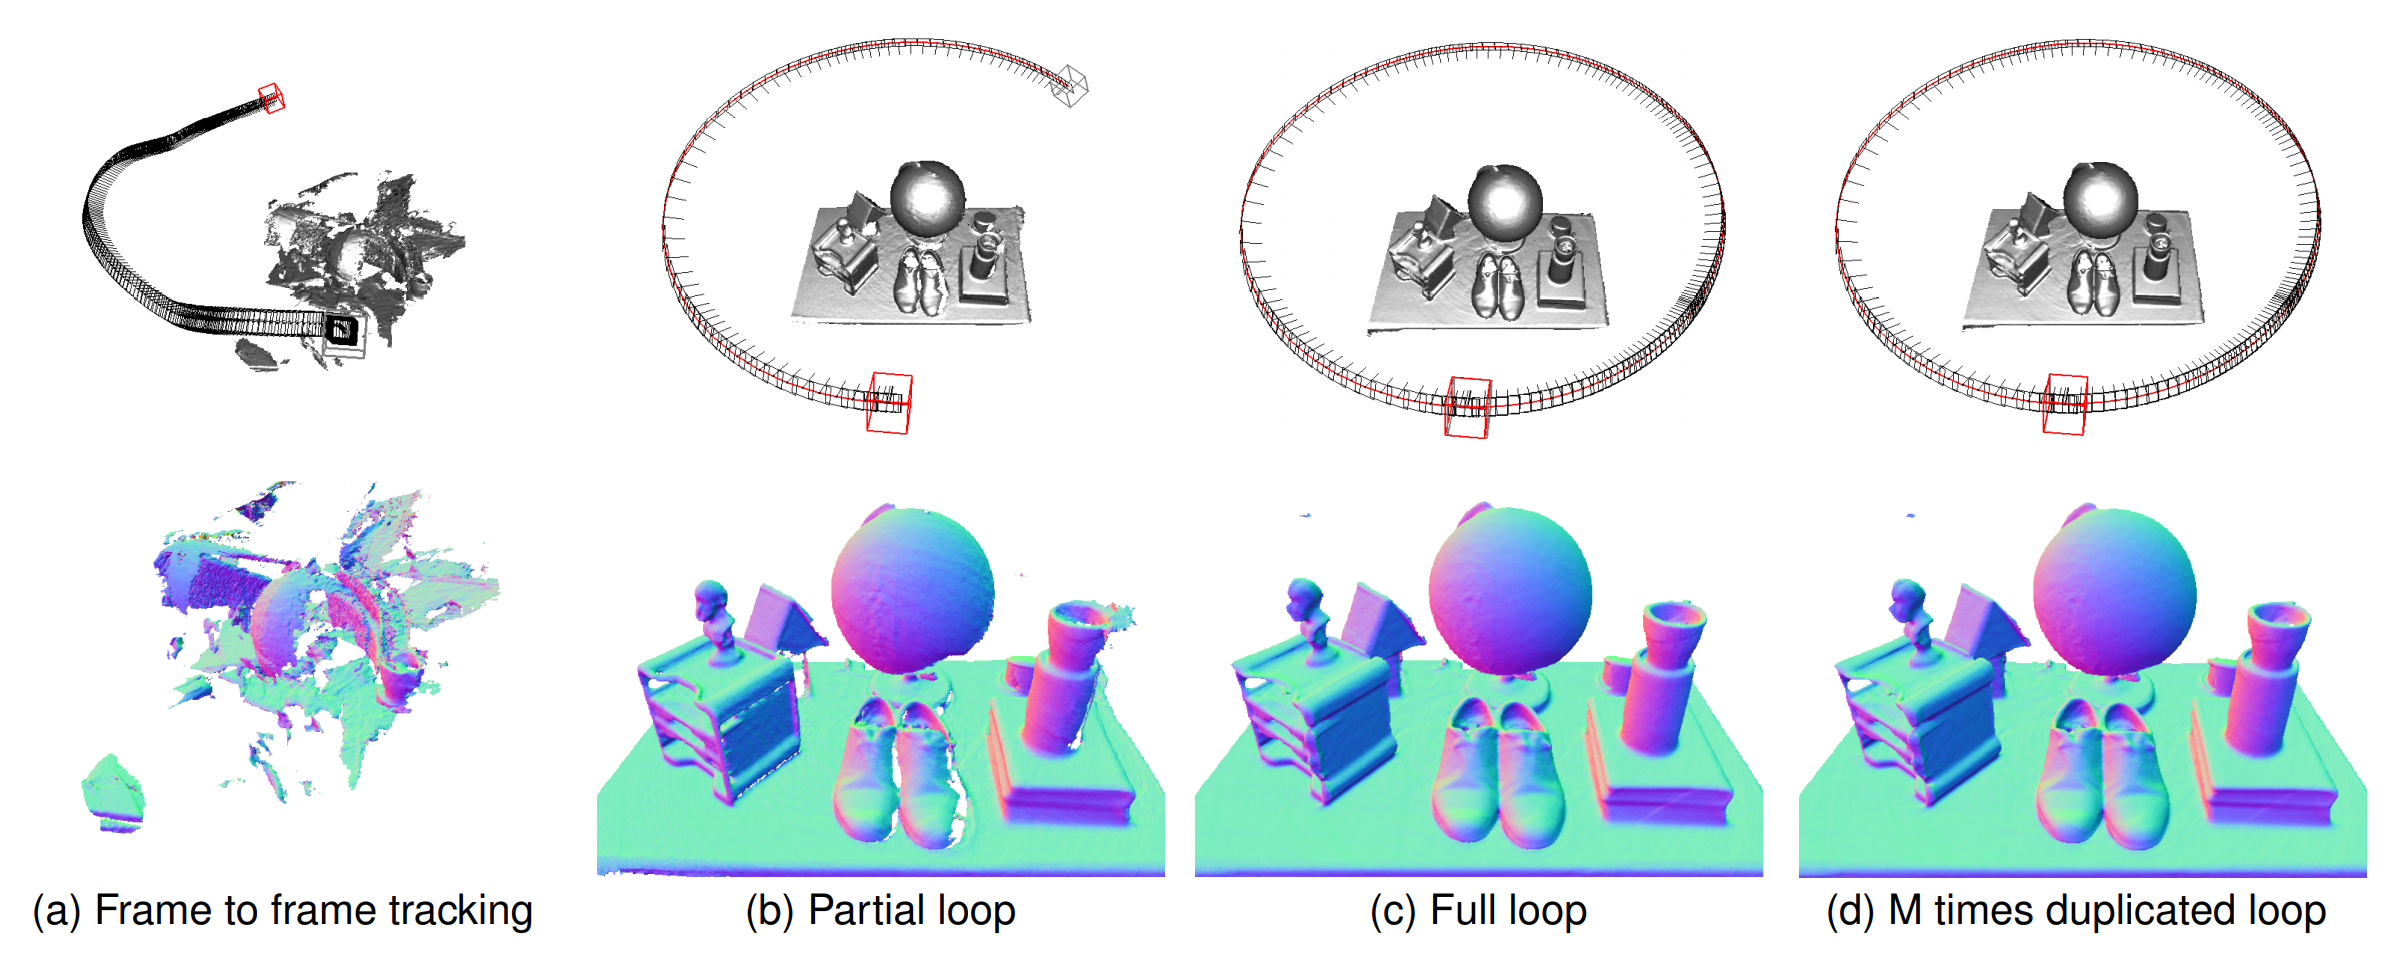 (a) Frame to frame tracking
(b) Partial loop
(c) Full loop
(d) M times duplicated loop